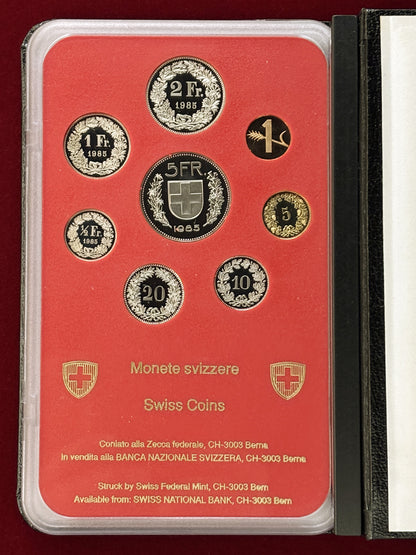 2 Fr.
1985
1 Fr.
1985
1
5 FR.
1985
½ Fr.
1985
5
20
10
Monete svizzere
Swiss Coins
Coniato alla Zecca federale, CH-3003 Berna
In vendita alla BANCA NAZIONALE SVIZZERA, CH-3003 Berna
Struck by Swiss Federal Mint, CH-3003 Bern
Available from: SWISS NATIONAL BANK, CH-3003 Bern